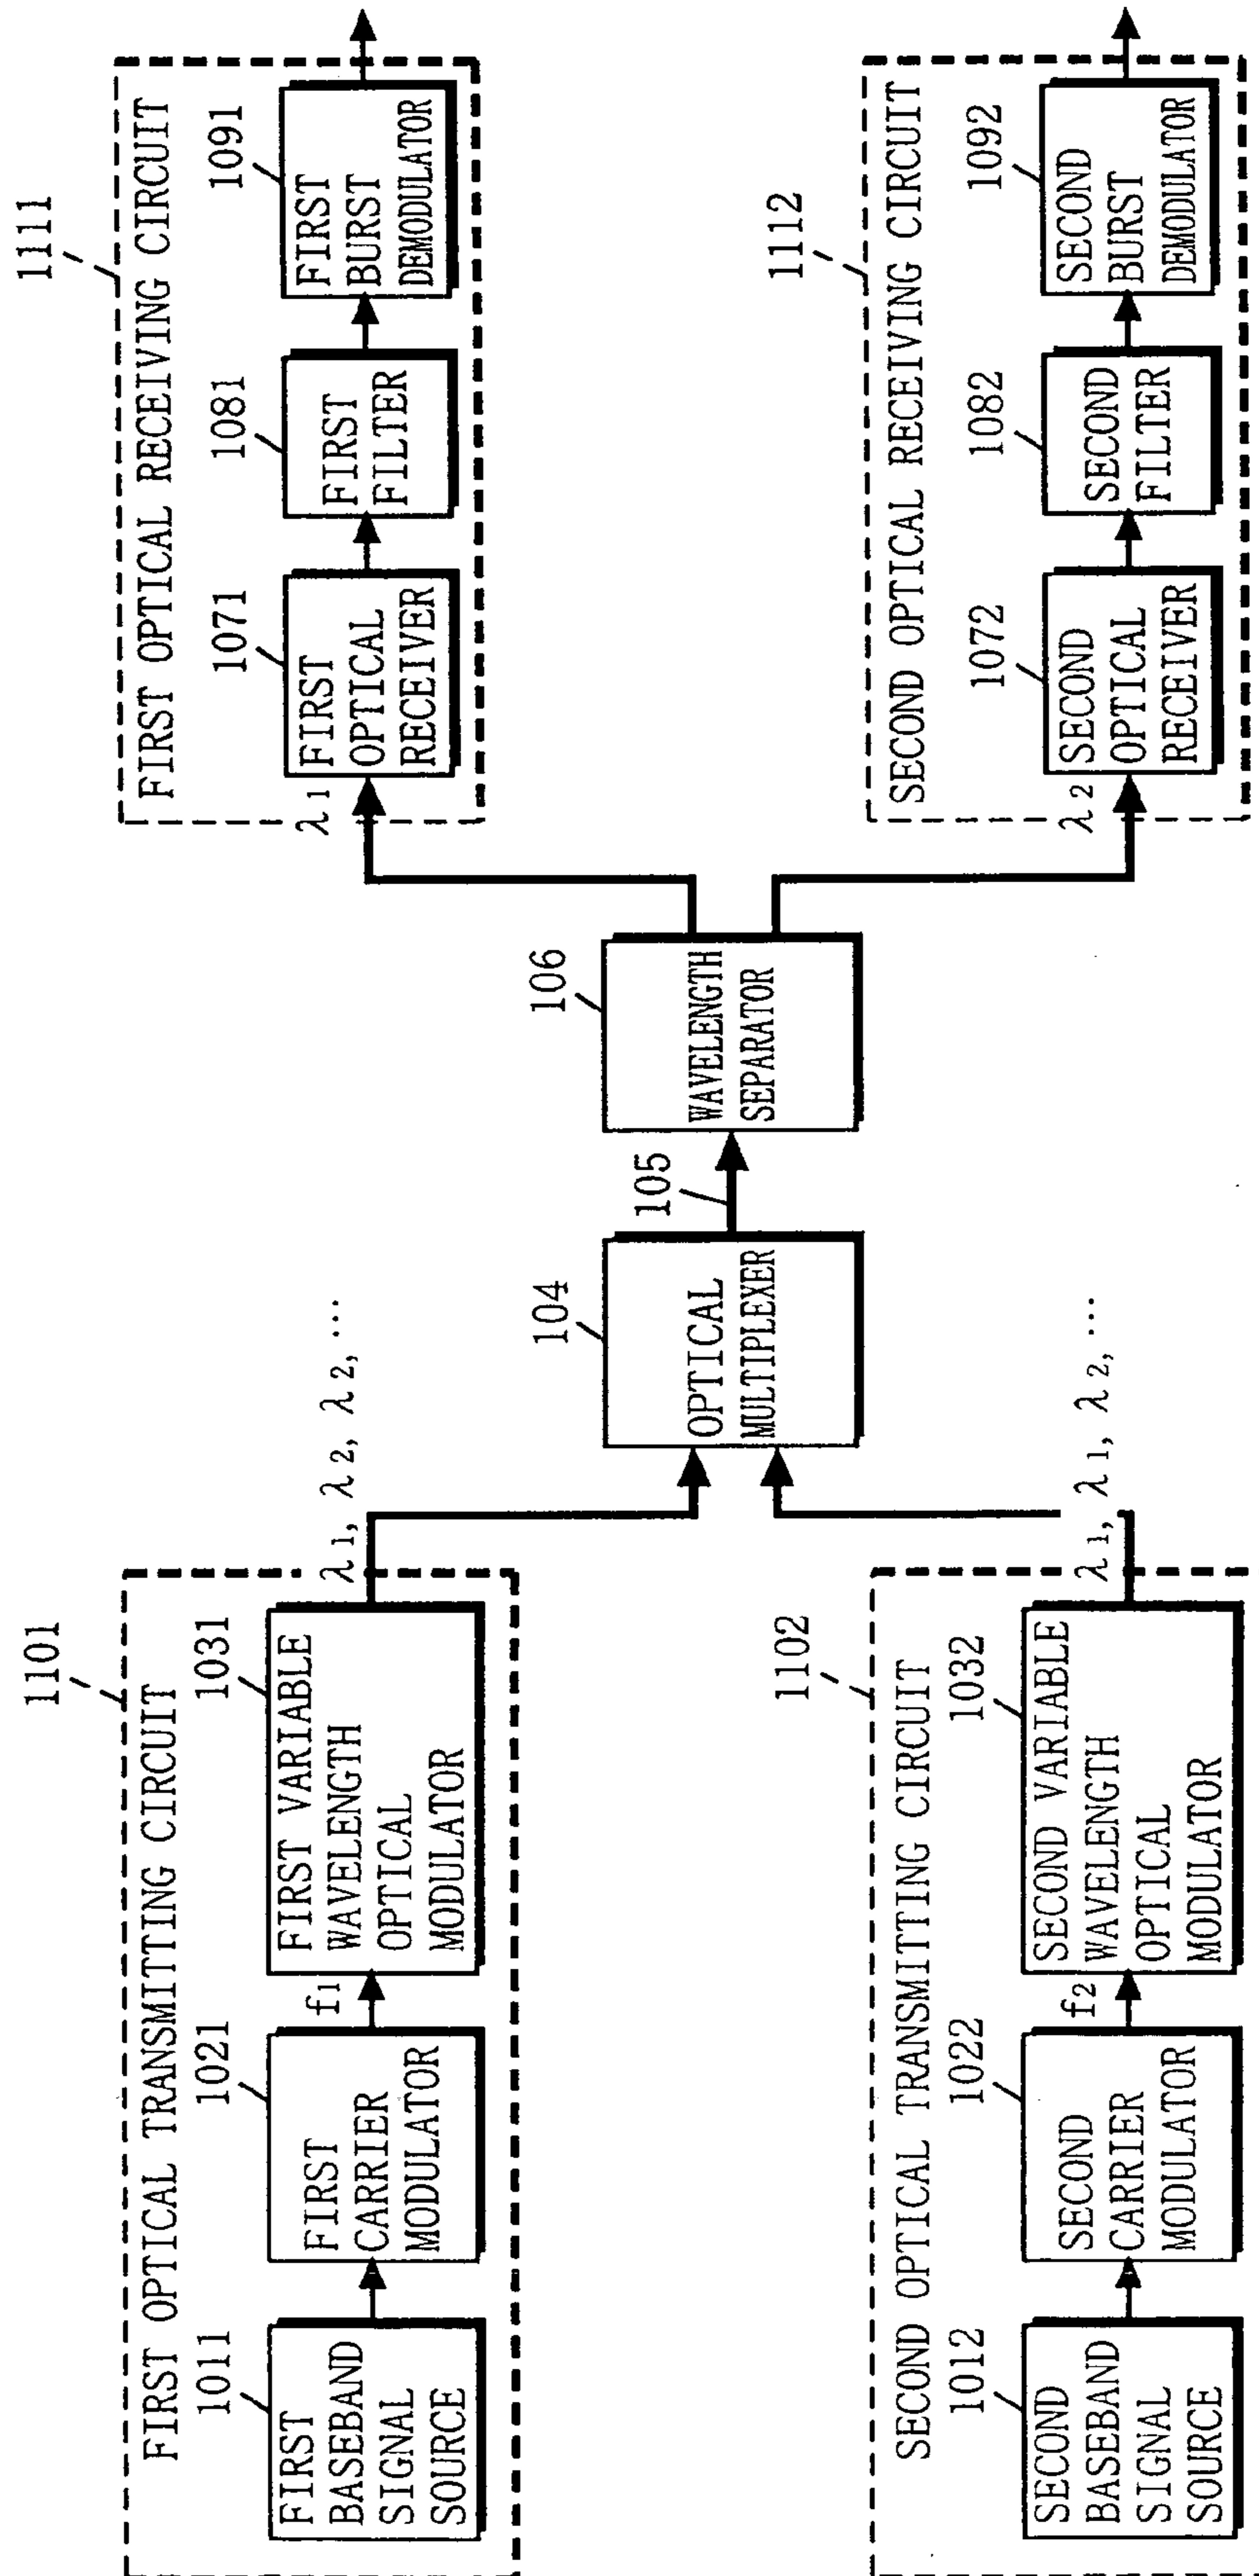 1101
FIRST OPTICAL TRANSMITTING CIRCUIT
1011
FIRST
BASEBAND
SIGNAL
SOURCE
1021
FIRST
CARRIER
MODULATOR
f1
1031
FIRST VARIABLE
WAVELENGTH
OPTICAL
MODULATOR
λ1, λ2, λ2, ...
1102
SECOND OPTICAL TRANSMITTING CIRCUIT
1012
SECOND
BASEBAND
SIGNAL
SOURCE
1022
SECOND
CARRIER
MODULATOR
f2
1032
SECOND VARIABLE
WAVELENGTH
OPTICAL
MODULATOR
λ1, λ1, λ2, ...
104
OPTICAL
MULTIPLEXER
105
106
WAVELENGTH
SEPARATOR
1111
FIRST OPTICAL RECEIVING CIRCUIT
λ1
1071
FIRST
OPTICAL
RECEIVER
1081
FIRST
FILTER
1091
FIRST
BURST
DEMODULATOR
1112
SECOND OPTICAL RECEIVING CIRCUIT
λ2
1072
SECOND
OPTICAL
RECEIVER
1082
SECOND
FILTER
1092
SECOND
BURST
DEMODULATOR